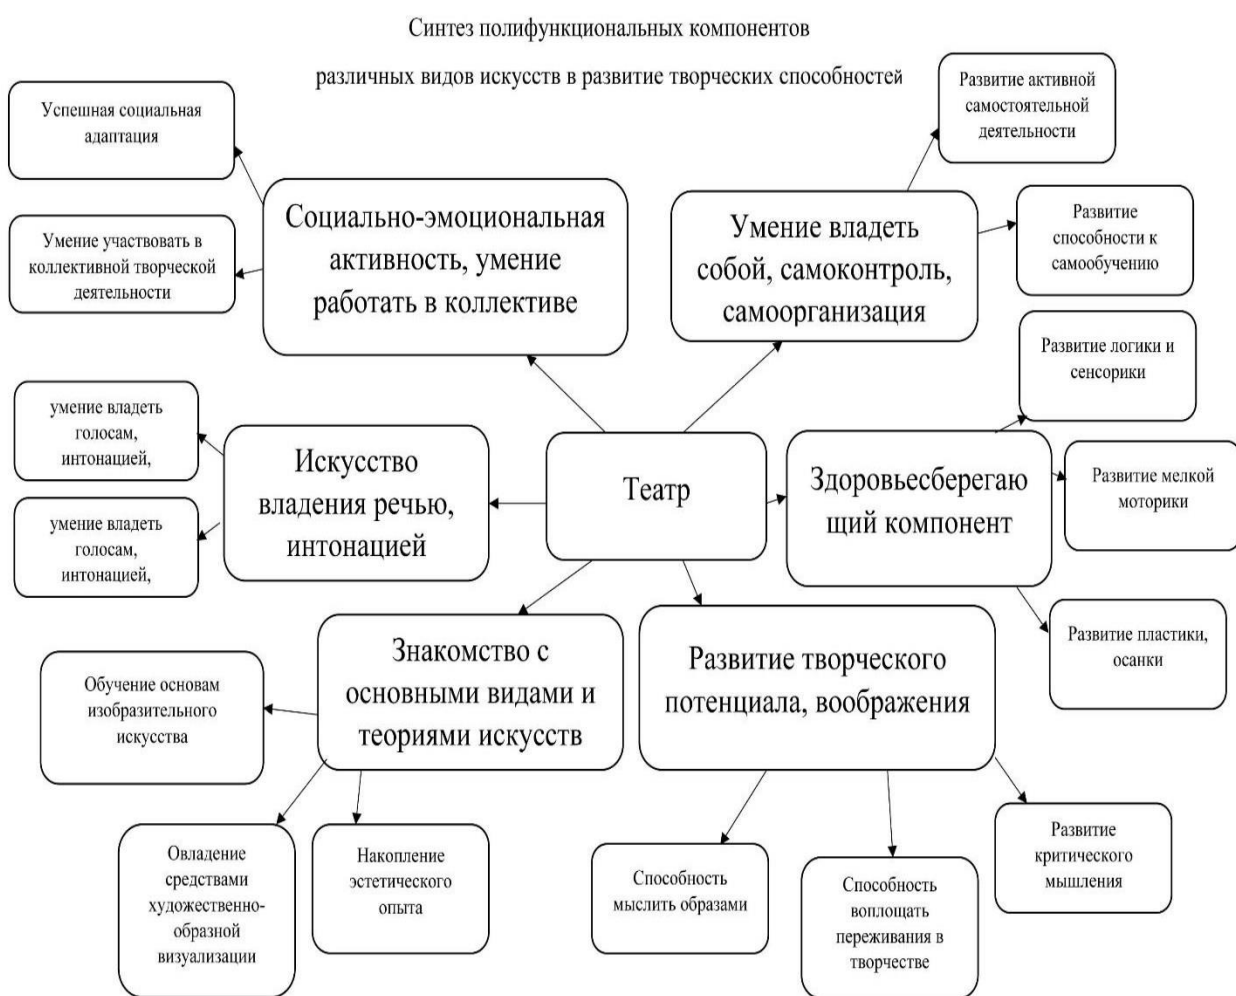 Синтез полифункциональных компонентов
различных видов искусств в развитие творческих способностей
Успешная социальная
адаптация
Умение участвовать в
коллективной творческой
деятельности
Социально-эмоциональная
активность, умение
работать в коллективе
Умение владеть
собой, самоконтроль,
самоорганизация
Развитие активной
самостоятельной
деятельности
Развитие
способности к
самообучению
Развитие логики и
сенсорики
умение владеть
голосам,
интонацией,
умение владеть
голосам,
интонацией,
Искусство
владения речью,
интонацией
Театр
Здоровьесберегаю
щий компонент
Развитие мелкой
моторики
Развитие пластики,
осанки
Знакомство с
основными видами и
теориями искусств
Развитие творческого
потенциала, воображения
Обучение основам
изобразительного
искусства
Овладение
средствами
художественно-
образной
визуализации
Накопление
эстетического
опыта
Способность
мыслить образами
Способность
воплощать
переживания в
творчестве
Развитие
критического
мышления